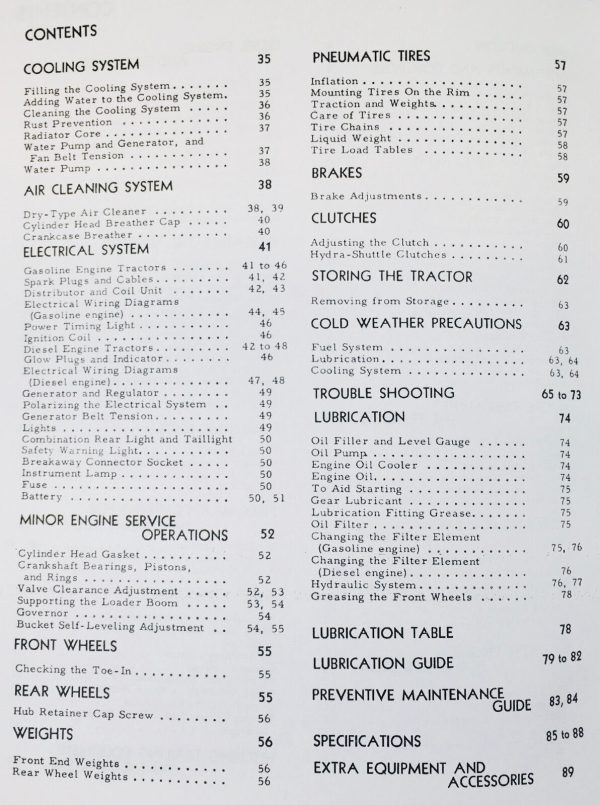 CONTENTS
COOLING SYSTEM 35
Filling the Cooling System . . . . . . . . 35
Adding Water to the Cooling System. 35
Cleaning the Cooling System . . . . . 36
Rust Prevention . . . . . . . . . . . . 36
Radiator Core . . . . . . . . . . . . . 37
Water Pump and Generator, and
Fan Belt Tension . . . . . . . . . . . 37
Water Pump . . . . . . . . . . . . . . 38
AIR CLEANING SYSTEM 38
Dry-Type Air Cleaner . . . . . . . . . 38, 39
Cylinder Head Breather Cap . . . . . 40
Crankcase Breather . . . . . . . . . . . 40
ELECTRICAL SYSTEM 41
Gasoline Engine Tractors . . . . . . . 41 to 46
Spark Plugs and Cables . . . . . . . . . 41, 42
Distributor and Coil Unit . . . . . . . 42, 43
Electrical Wiring Diagrams
(Gasoline engine) . . . . . . . . . . . 44, 45
Power Timing Light . . . . . . . . . . . 46
Ignition Coil . . . . . . . . . . . . . . . 46
Diesel Engine Tractors . . . . . . . . . 42 to 48
Glow Plugs and Indicator . . . . . . . . 46
Electrical Wiring Diagrams
(Diesel engine) . . . . . . . . . . . . . 47, 48
Generator and Regulator . . . . . . . . 49
Polarizing the Electrical System . . 49
Generator Belt Tension . . . . . . . . . 49
Lights . . . . . . . . . . . . . . . . . . . 49
Combination Rear Light and Taillight 50
Safety Warning Light . . . . . . . . . . 50
Breakaway Connector Socket . . . . . 50
Instrument Lamp . . . . . . . . . . . . . 50
Fuse . . . . . . . . . . . . . . . . . . . . 50
Battery . . . . . . . . . . . . . . . . . . 50, 51
MINOR ENGINE SERVICE
OPERATIONS 52
Cylinder Head Gasket . . . . . . . . . . 52
Crankshaft Bearings, Pistons,
and Rings . . . . . . . . . . . . . . . . 52
Valve Clearance Adjustment . . . . . 52, 53
Supporting the Loader Boom . . . . . 53, 54
Governor . . . . . . . . . . . . . . . . . 54
Bucket Self-Leveling Adjustment . . 54, 55
FRONT WHEELS 55
Checking the Toe-In . . . . . . . . . . . 55
REAR WHEELS 55
Hub Retainer Cap Screw . . . . . . . . . 56
WEIGHTS 56
Front End Weights . . . . . . . . . . . . 56
Rear Wheel Weights . . . . . . . . . . . 56
PNEUMATIC TIRES 57
Inflation . . . . . . . . . . . . . . . . . . 57
Mounting Tires On the Rim . . . . . . 57
Traction and Weights . . . . . . . . . . 57
Care of Tires . . . . . . . . . . . . . . . 57
Tire Chains . . . . . . . . . . . . . . . . 57
Liquid Weight . . . . . . . . . . . . . . . 58
Tire Load Tables . . . . . . . . . . . . 58
BRAKES 59
Brake Adjustments . . . . . . . . . . . . 59
CLUTCHES 60
Adjusting the Clutch . . . . . . . . . . . 60
Hydra-Shuttle Clutches . . . . . . . . . 61
STORING THE TRACTOR 62
Removing from Storage . . . . . . . . . 63
COLD WEATHER PRECAUTIONS 63
Fuel System . . . . . . . . . . . . . . . . 63
Lubrication . . . . . . . . . . . . . . . . 63, 64
Cooling System . . . . . . . . . . . . . . 63, 64
TROUBLE SHOOTING 65 to 73
LUBRICATION 74
Oil Filler and Level Gauge . . . . . . 74
Oil Pump . . . . . . . . . . . . . . . . . . 74
Engine Oil Cooler . . . . . . . . . . . . 74
Engine Oil . . . . . . . . . . . . . . . . . 74
To Aid Starting . . . . . . . . . . . . . . 75
Gear Lubricant . . . . . . . . . . . . . . 75
Lubrication Fitting Grease . . . . . . . 75
Oil Filter . . . . . . . . . . . . . . . . . 75
Changing the Filter Element
(Gasoline engine) . . . . . . . . . . . . 75, 76
Changing the Filter Element
(Diesel engine) . . . . . . . . . . . . . 76
Hydraulic System . . . . . . . . . . . . . 76, 77
Greasing the Front Wheels . . . . . . 78
LUBRICATION TABLE 78
LUBRICATION GUIDE 79 to 82
PREVENTIVE MAINTENANCE
GUIDE 83, 84
SPECIFICATIONS 85 to 88
EXTRA EQUIPMENT AND
ACCESSORIES 89